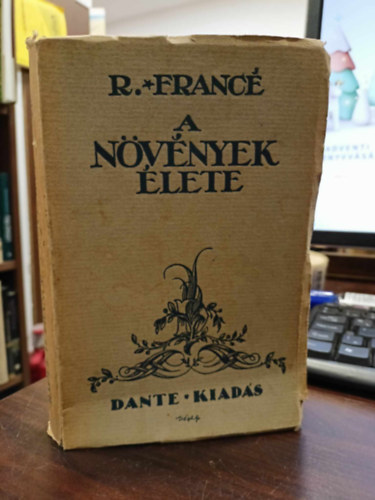 R.*FRANCÉ
A
NÖVÉNYEK
ÉLETE
DANTE * KIADÁS